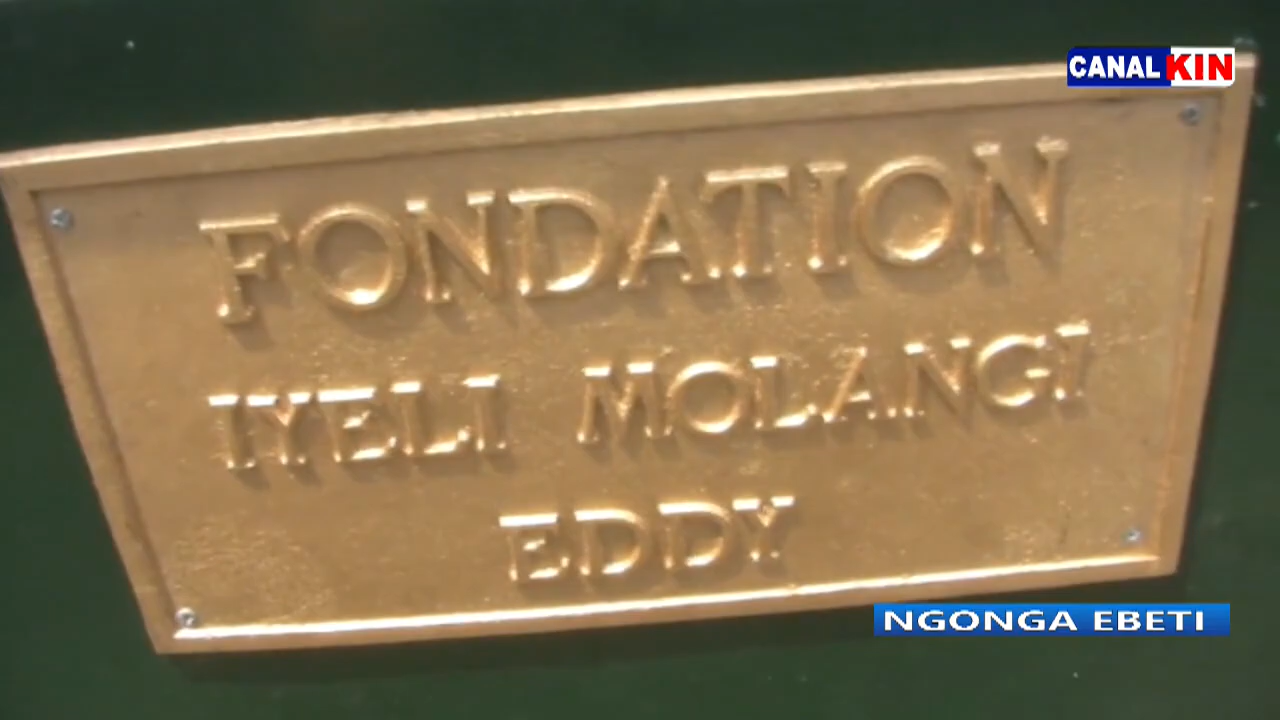 CANAL KIN
FONDATION
IYELI MOLANGI
EDDY
NGONGA EBETI